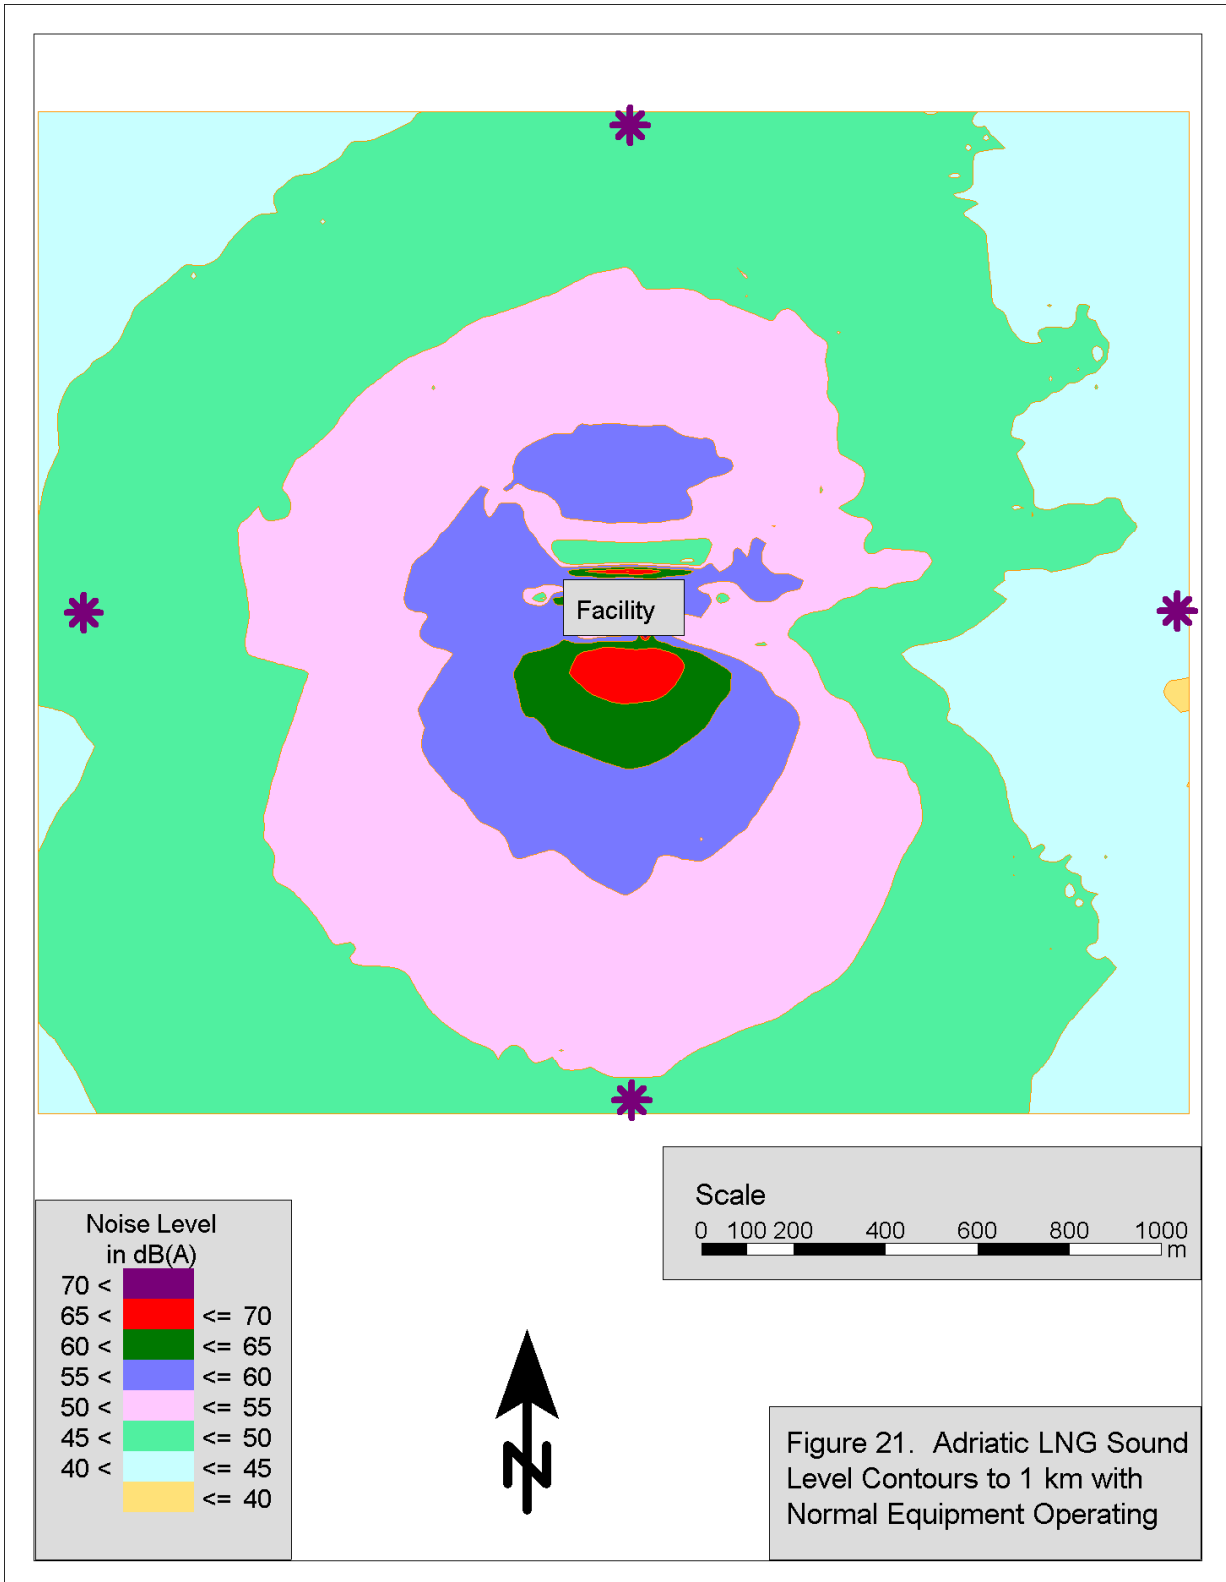 Facility
Scale
0 100 200 400 600 800 1000
m
Noise Level
in dB(A)
70 <
65 < <= 70
60 < <= 65
55 < <= 60
50 < <= 55
45 < <= 50
40 < <= 45
<= 40
N
Figure 21. Adriatic LNG Sound
Level Contours to 1 km with
Normal Equipment Operating